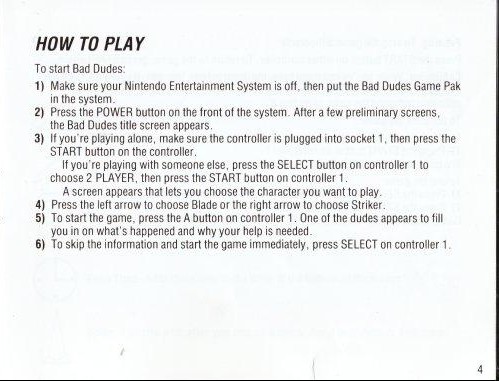 HOW TO PLAY
To start Bad Dudes:
1) Make sure your Nintendo Entertainment System is off, then put the Bad Dudes Game Pak
in the system.
2) Press the POWER button on the front of the system. After a few preliminary screens,
the Bad Dudes title screen appears.
3) If you're playing alone, make sure the controller is plugged into socket 1, then press the
START button on the controller.
If you're playing with someone else, press the SELECT button on controller 1 to
choose 2 PLAYER, then press the START button on controller 1.
A screen appears that lets you choose the character you want to play.
4) Press the left arrow to choose Blade or the right arrow to choose Striker.
5) To start the game, press the A button on controller 1. One of the dudes appears to fill
you in on what's happened and why your help is needed.
6) To skip the information and start the game immediately, press SELECT on controller 1.
4